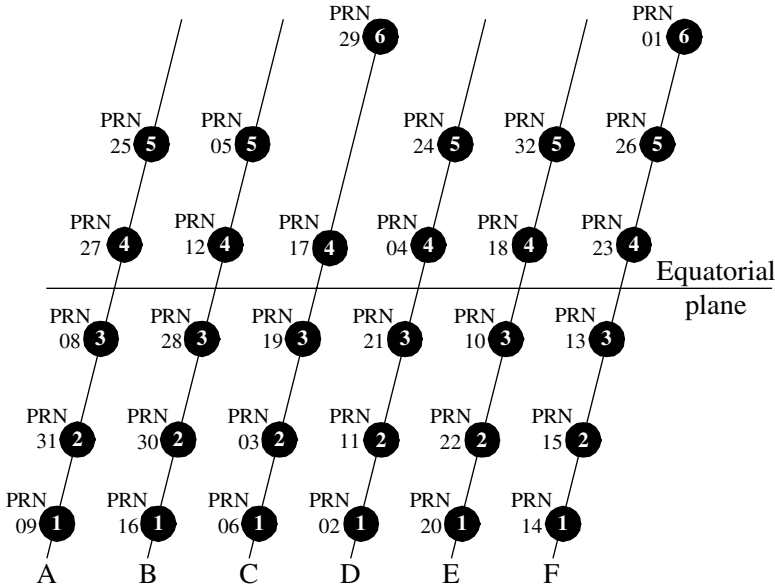 PRN PRN
29 6 01 6
PRN PRN PRN PRN PRN
25 5 05 5 24 5 32 5 26 5
PRN PRN PRN PRN PRN PRN
27 4 12 4 17 4 04 4 18 4 23 4
Equatorial
plane
PRN PRN PRN PRN PRN PRN
08 3 28 3 19 3 21 3 10 3 13 3
PRN PRN PRN PRN PRN PRN
31 2 30 2 03 2 11 2 22 2 15 2
PRN PRN PRN PRN PRN PRN
09 1 16 1 06 1 02 1 20 1 14 1
A B C D E F